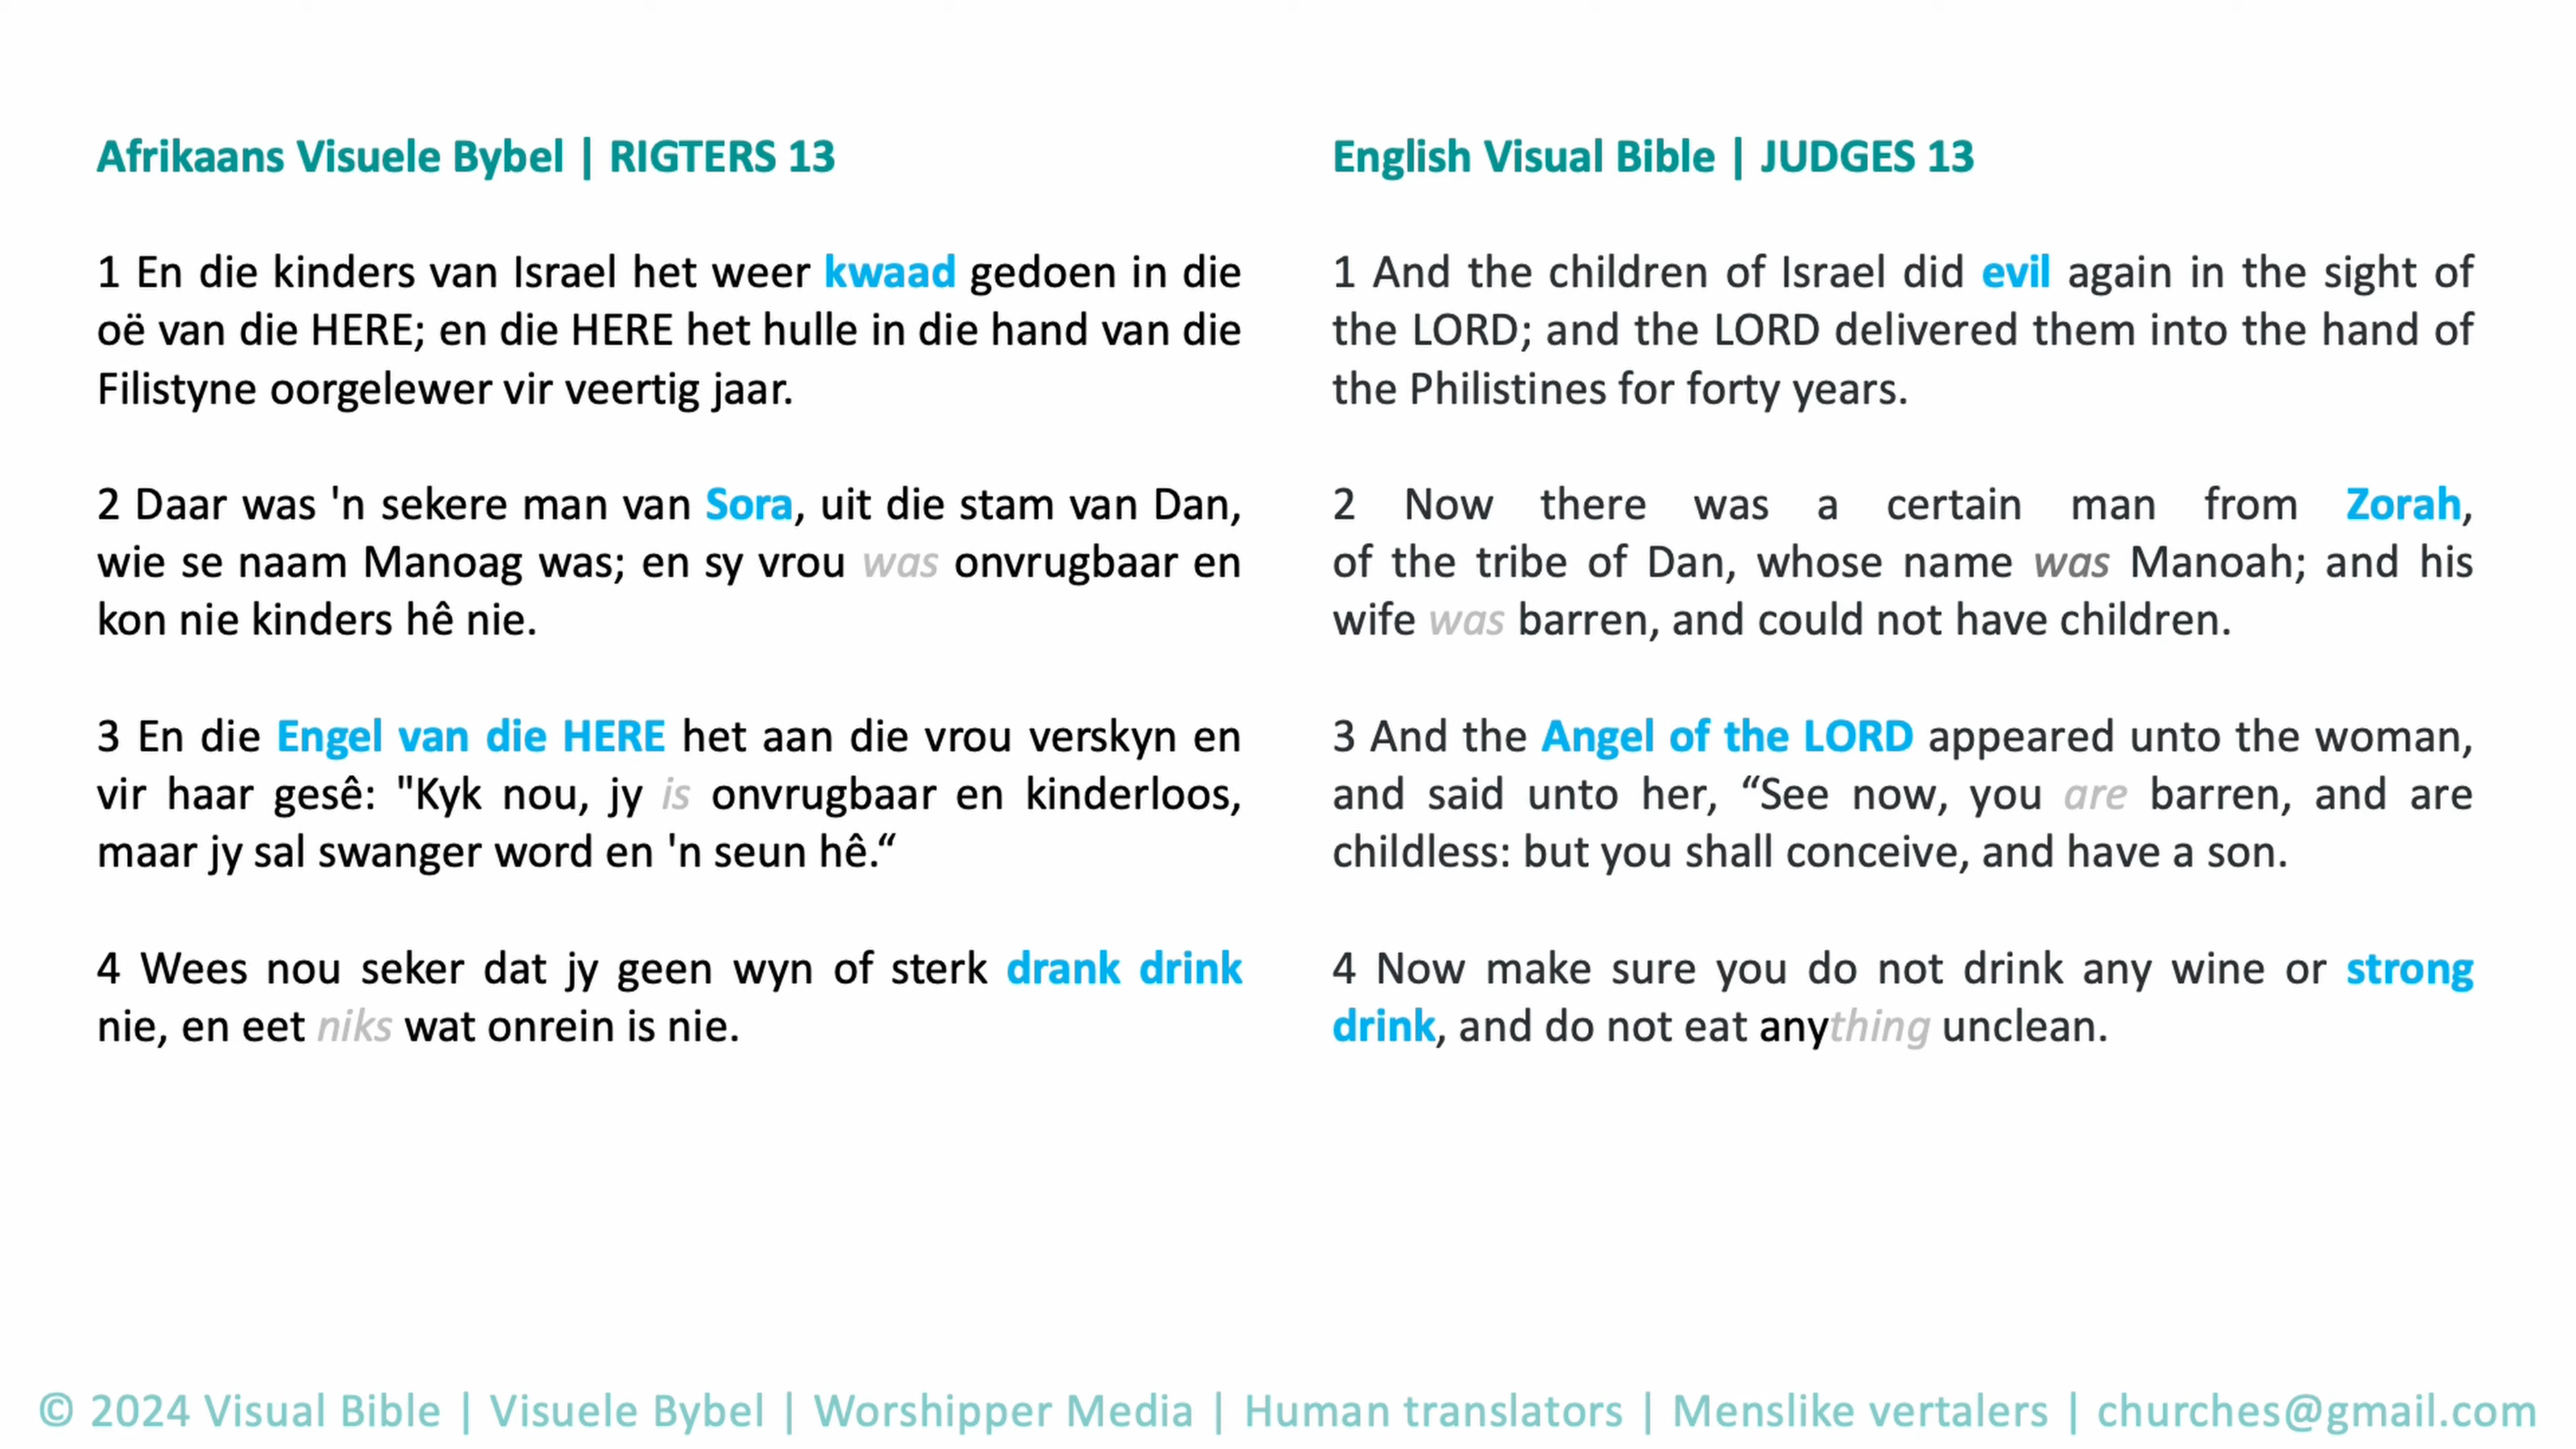 Afrikaans Visuele Bybel | RIGTERS 13
1 En die kinders van Israel het weer kwaad gedoen in die
oë van die HERE; en die HERE het hulle in die hand van die
Filistyne oorgelewer vir veertig jaar.
2 Daar was 'n sekere man van Sora, uit die stam van Dan,
wie se naam Manoag was; en sy vrou was onvrugbaar en
kon nie kinders hê nie.
3 En die Engel van die HERE het aan die vrou verskyn en
vir haar gesê: "Kyk nou, jy is onvrugbaar en kinderloos,
maar jy sal swanger word en 'n seun hê.“
4 Wees nou seker dat jy geen wyn of sterk drank drink
nie, en eet niks wat onrein is nie.
English Visual Bible | JUDGES 13
1 And the children of Israel did evil again in the sight of
the LORD; and the LORD delivered them into the hand of
the Philistines for forty years.
2 Now there was a certain man from Zorah,
of the tribe of Dan, whose name was Manoah; and his
wife was barren, and could not have children.
3 And the Angel of the LORD appeared unto the woman,
and said unto her, “See now, you are barren, and are
childless: but you shall conceive, and have a son.
4 Now make sure you do not drink any wine or strong
drink, and do not eat anything unclean.
© 2024 Visual Bible | Visuele Bybel | Worshipper Media | Human translators | Menslike vertalers | churches@gmail.com